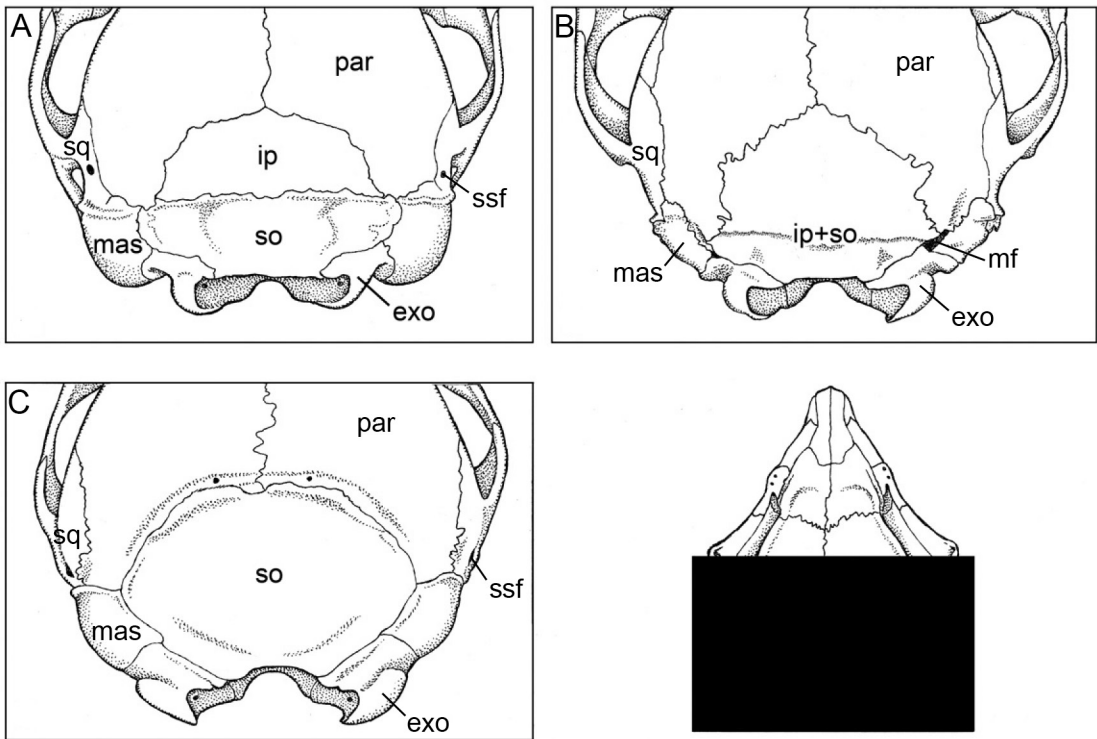 A
par
sq
ip
ssf
mas
so
exo
B
par
sq
ip+so
mas
mf
exo
C
par
sq
so
ssf
mas
exo